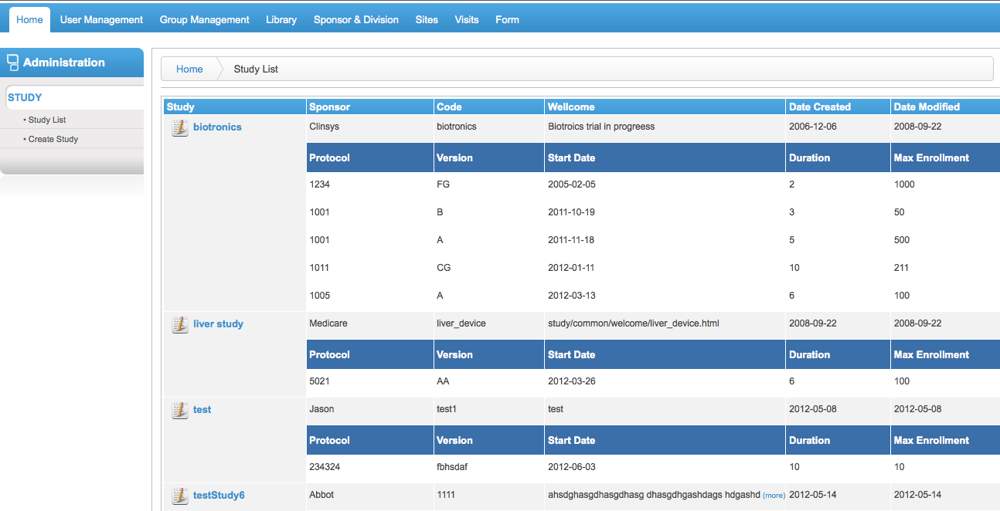 Home User Management Group Management Library Sponsor & Division Sites Visits Form
Administration
STUDY
• Study List
• Create Study
Home Study List
Study Sponsor Code Wellcome Date Created Date Modified
biotronics Clinsys biotronics Biotroics trial in progreess 2006-12-06 2008-09-22
Protocol Version Start Date Duration Max Enrollment
1234 FG 2005-02-05 2 1000
1001 B 2011-10-19 3 50
1001 A 2011-11-18 5 500
1011 CG 2012-01-11 10 211
1005 A 2012-03-13 6 100
liver study Medicare liver_device study/common/welcome/liver_device.html 2008-09-22 2008-09-22
Protocol Version Start Date Duration Max Enrollment
5021 AA 2012-03-26 6 100
test Jason test1 test 2012-05-08 2012-05-08
Protocol Version Start Date Duration Max Enrollment
234324 fbhsdaf 2012-06-03 10 10
testStudy6 Abbot 1111 ahsdghasgdhasgdhasg dhasgdhgashdags hdgashd (more) 2012-05-14 2012-05-14